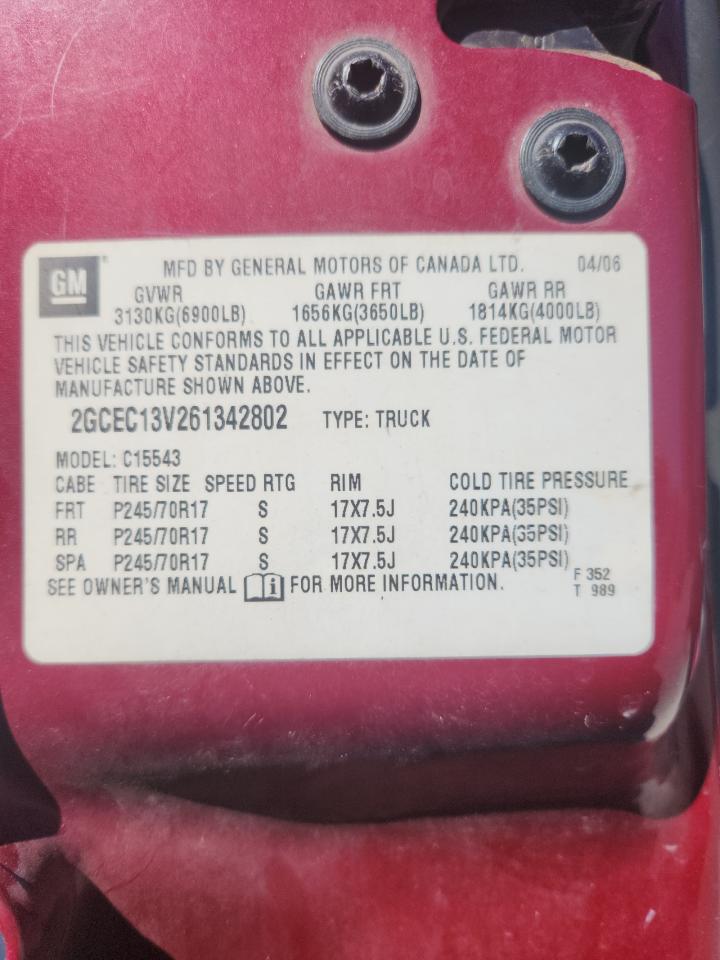 GM MFD BY GENERAL MOTORS OF CANADA LTD. 04/06
GVWR GAWR FRT GAWR RR
3130KG(6900LB) 1656KG(3650LB) 1814KG(4000LB)
THIS VEHICLE CONFORMS TO ALL APPLICABLE U.S. FEDERAL MOTOR
VEHICLE SAFETY STANDARDS IN EFFECT ON THE DATE OF
MANUFACTURE SHOWN ABOVE.
2GCEC13V261342802 TYPE: TRUCK
MODEL: C15543
CABE TIRE SIZE SPEED RTG RIM COLD TIRE PRESSURE
FRT P245/70R17 S 17X7.5J 240KPA(35PSI)
RR P245/70R17 S 17X7.5J 240KPA(35PSI)
SPA P245/70R17 S 17X7.5J 240KPA(35PSI)
SEE OWNER'S MANUAL i FOR MORE INFORMATION. F 352
T 989